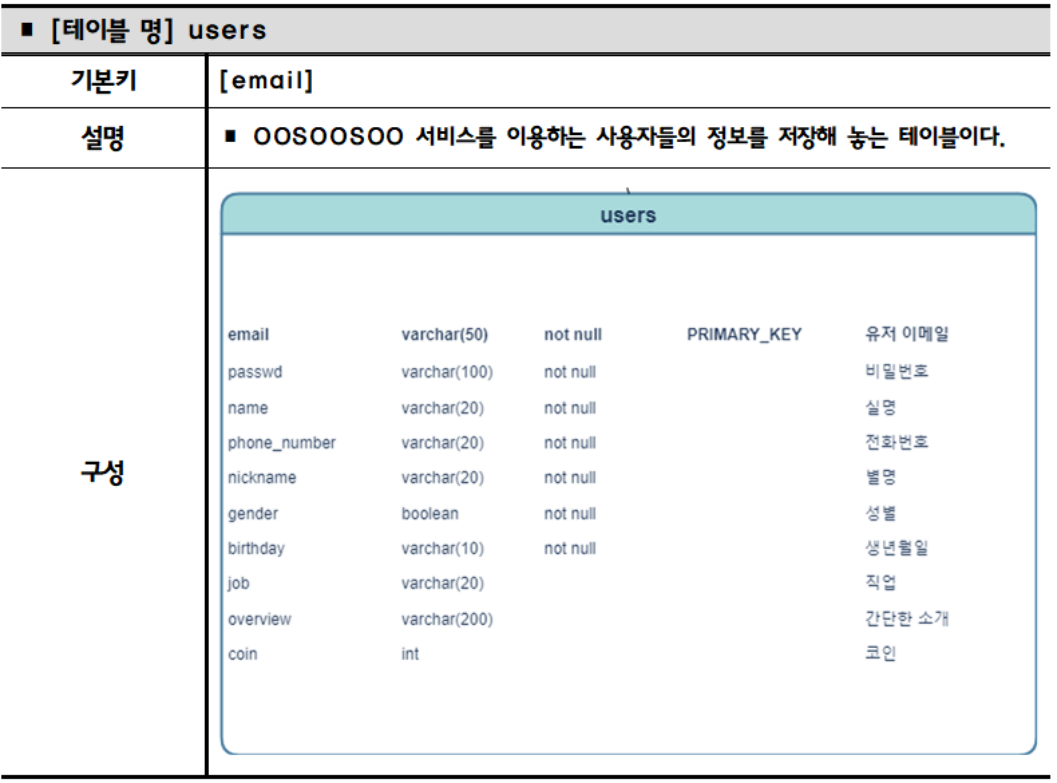 ■ [테이블 명] users
기본키 [email]
설명 ■ OOSOOSOO 서비스를 이용하는 사용자들의 정보를 저장해 놓는 테이블이다.
구성
users
email varchar(50) not null PRIMARY_KEY 유저 이메일
passwd varchar(100) not null 비밀번호
name varchar(20) not null 실명
phone_number varchar(20) not null 전화번호
nickname varchar(20) not null 별명
gender boolean not null 성별
birthday varchar(10) not null 생년월일
job varchar(20) 직업
overview varchar(200) 간단한 소개
coin int 코인